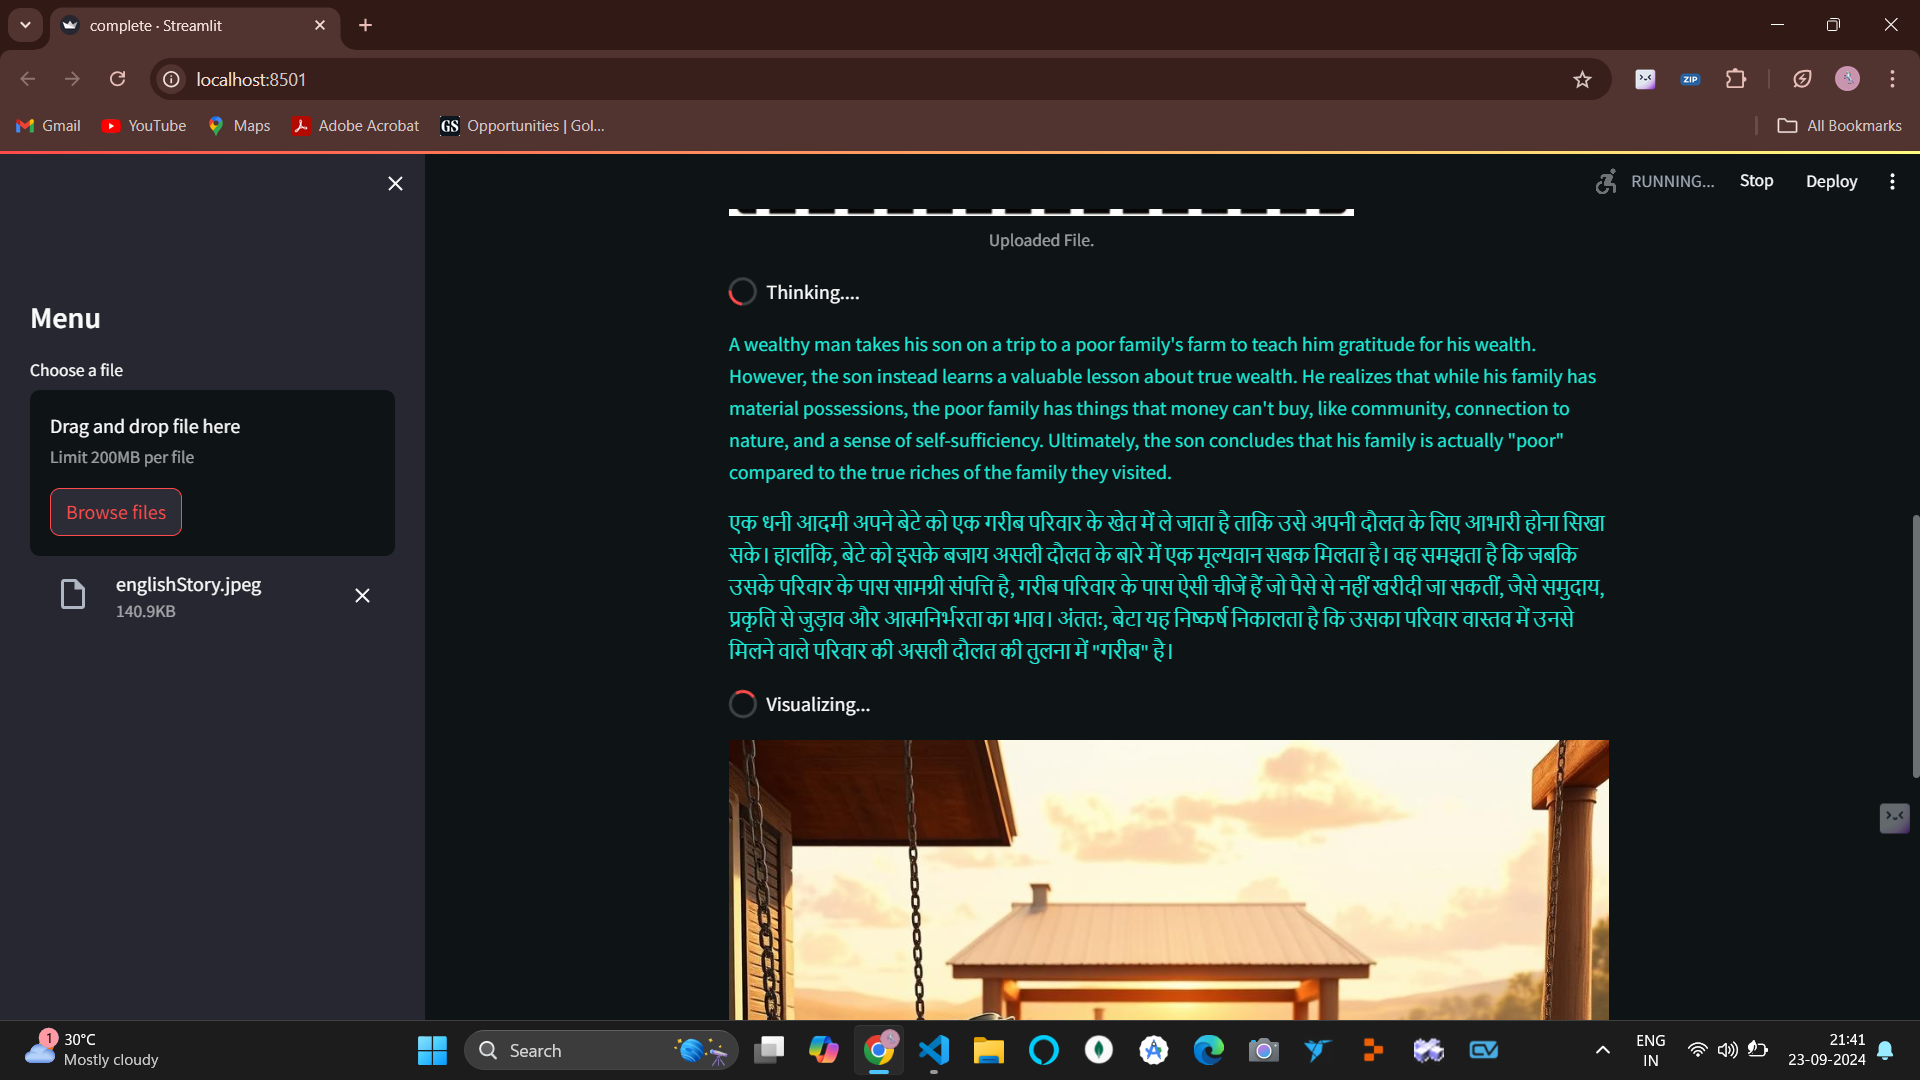 complete · Streamlit
localhost:8501
ZIP
Gmail
YouTube
Maps
Adobe Acrobat
GS
Opportunities | Gol...
All Bookmarks
RUNNING...
Stop
Deploy
Uploaded File.
Menu
Choose a file
Drag and drop file here
Limit 200MB per file
Browse files
englishStory.jpeg
140.9KB
Thinking....
A wealthy man takes his son on a trip to a poor family's farm to teach him gratitude for his wealth.
However, the son instead learns a valuable lesson about true wealth. He realizes that while his family has
material possessions, the poor family has things that money can't buy, like community, connection to
nature, and a sense of self-sufficiency. Ultimately, the son concludes that his family is actually "poor"
compared to the true riches of the family they visited.
एक धनी आदमी अपने बेटे को एक गरीब परिवार के खेत में ले जाता है ताकि उसे अपनी दौलत के लिए आभारी होना सिखा
सके। हालांकि, बेटे को इसके बजाय असली दौलत के बारे में एक मूल्यवान सबक मिलता है। वह समझता है कि जबकि
उसके परिवार के पास सामग्री संपत्ति है, गरीब परिवार के पास ऐसी चीजें हैं जो पैसे से नहीं खरीदी जा सकतीं, जैसे समुदाय,
प्रकृति से जुड़ाव और आत्मनिर्भरता का भाव। अंततः, बेटा यह निष्कर्ष निकालता है कि उसका परिवार वास्तव में उनसे
मिलने वाले परिवार की असली दौलत की तुलना में "गरीब" है।
Visualizing...
1
30°C
Mostly cloudy
Search
CV
ENG
IN
21:41
23-09-2024